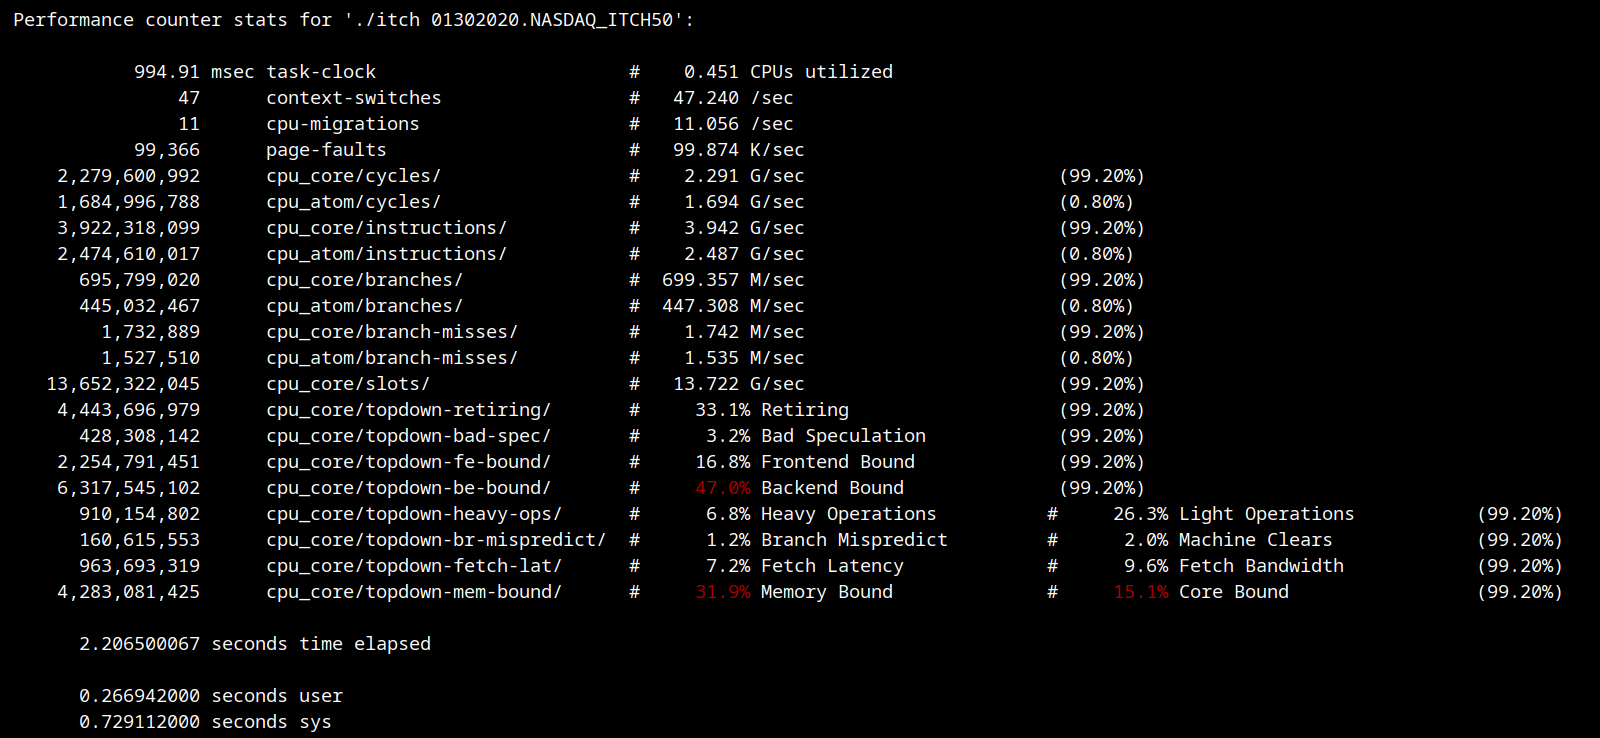 Performance counter stats for './itch 01302020.NASDAQ_ITCH50':
994.91 msec task-clock # 0.451 CPUs utilized
47 context-switches # 47.240 /sec
11 cpu-migrations # 11.056 /sec
99,366 page-faults # 99.874 K/sec
2,279,600,992 cpu_core/cycles/ # 2.291 G/sec (99.20%)
1,684,996,788 cpu_atom/cycles/ # 1.694 G/sec (0.80%)
3,922,318,099 cpu_core/instructions/ # 3.942 G/sec (99.20%)
2,474,610,017 cpu_atom/instructions/ # 2.487 G/sec (0.80%)
695,799,020 cpu_core/branches/ # 699.357 M/sec (99.20%)
445,032,467 cpu_atom/branches/ # 447.308 M/sec (0.80%)
1,732,889 cpu_core/branch-misses/ # 1.742 M/sec (99.20%)
1,527,510 cpu_atom/branch-misses/ # 1.535 M/sec (0.80%)
13,652,322,045 cpu_core/slots/ # 13.722 G/sec (99.20%)
4,443,696,979 cpu_core/topdown-retiring/ # 33.1% Retiring (99.20%)
428,308,142 cpu_core/topdown-bad-spec/ # 3.2% Bad Speculation (99.20%)
2,254,791,451 cpu_core/topdown-fe-bound/ # 16.8% Frontend Bound (99.20%)
6,317,545,102 cpu_core/topdown-be-bound/ # 47.0% Backend Bound (99.20%)
910,154,802 cpu_core/topdown-heavy-ops/ # 6.8% Heavy Operations # 26.3% Light Operations (99.20%)
160,615,553 cpu_core/topdown-br-mispredict/ # 1.2% Branch Mispredict # 2.0% Machine Clears (99.20%)
963,693,319 cpu_core/topdown-fetch-lat/ # 7.2% Fetch Latency # 9.6% Fetch Bandwidth (99.20%)
4,283,081,425 cpu_core/topdown-mem-bound/ # 31.9% Memory Bound # 15.1% Core Bound (99.20%)
2.206500067 seconds time elapsed
0.266942000 seconds user
0.729112000 seconds sys